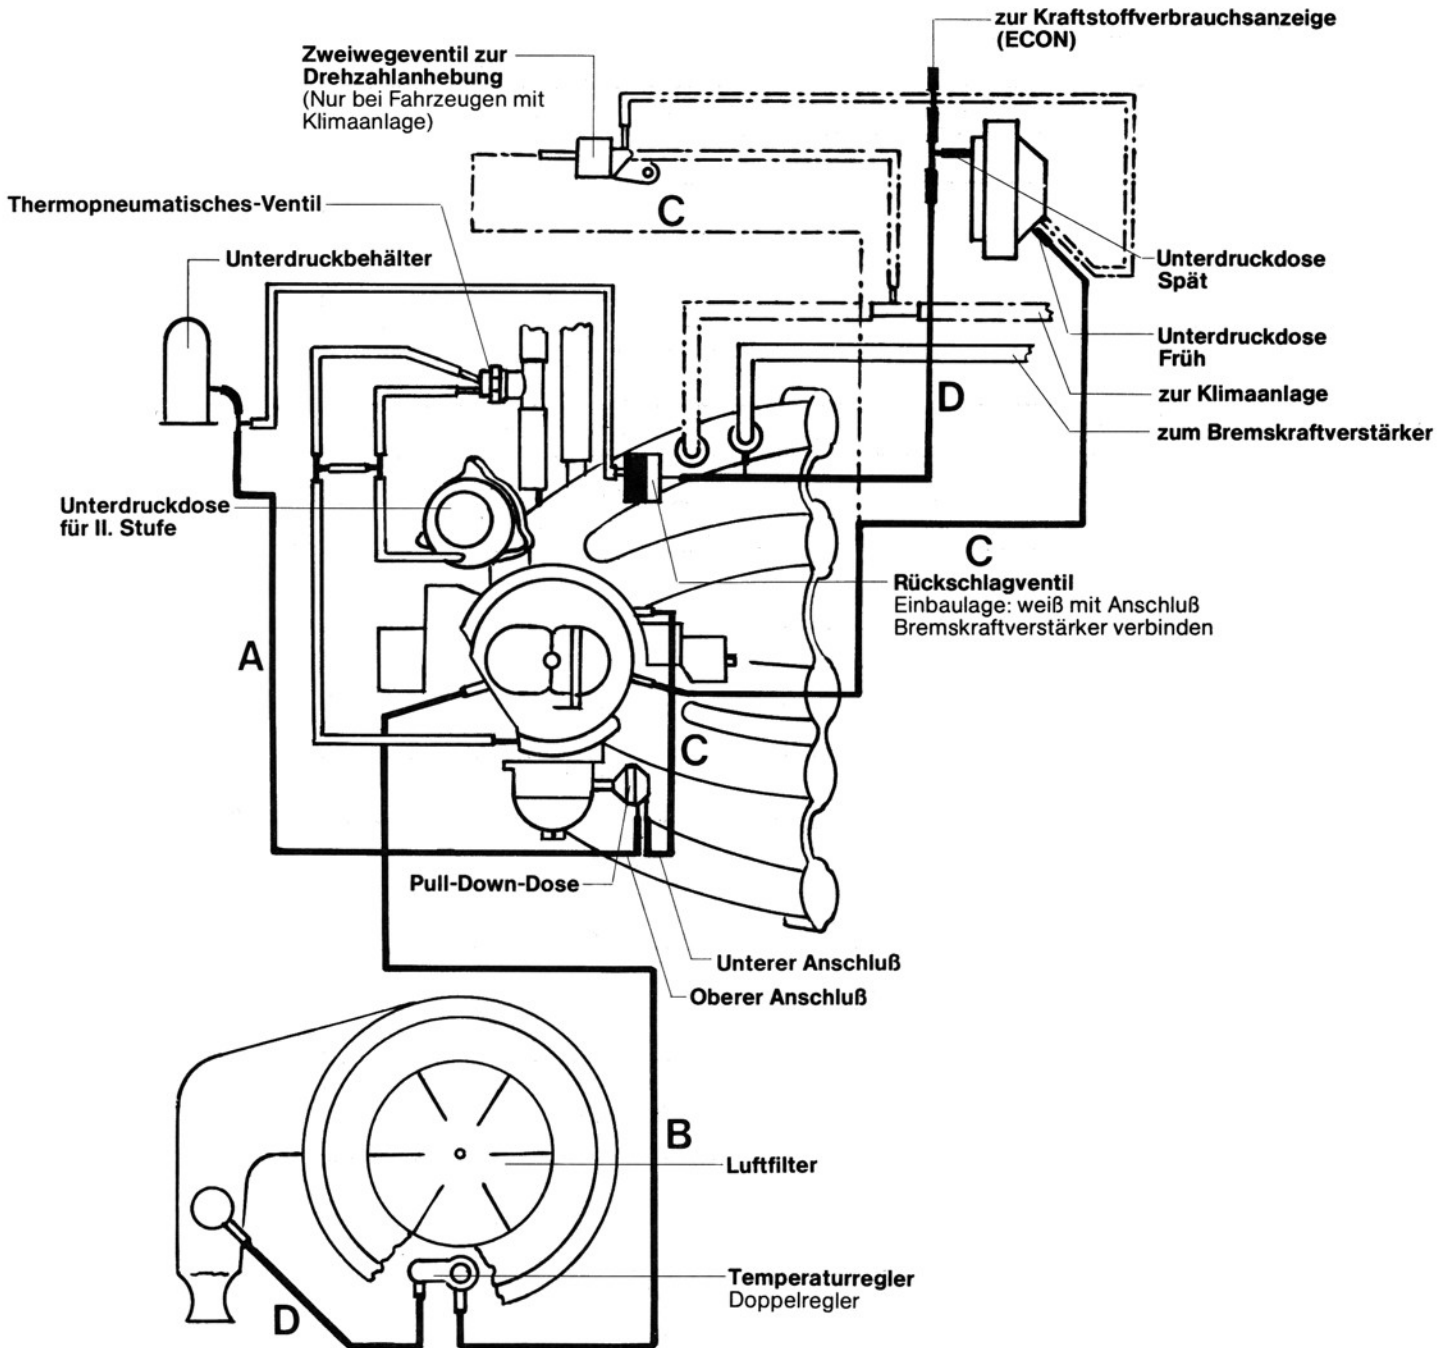 zur Kraftstoffverbrauchsanzeige
(ECON)
Zweiwegeventil zur
Drehzahlanhebung
(Nur bei Fahrzeugen mit
Klimaanlage)
C
Thermopneumatisches-Ventil
Unterdruckbehälter
Unterdruckdose
Spät
Unterdruckdose
Früh
D
zur Klimaanlage
zum Bremskraftverstärker
Unterdruckdose
für II. Stufe
C
Rückschlagventil
Einbaulage: weiß mit Anschluß
Bremskraftverstärker verbinden
A
C
Pull-Down-Dose
Unterer Anschluß
Oberer Anschluß
B
Luftfilter
Temperaturregler
Doppelregler
D